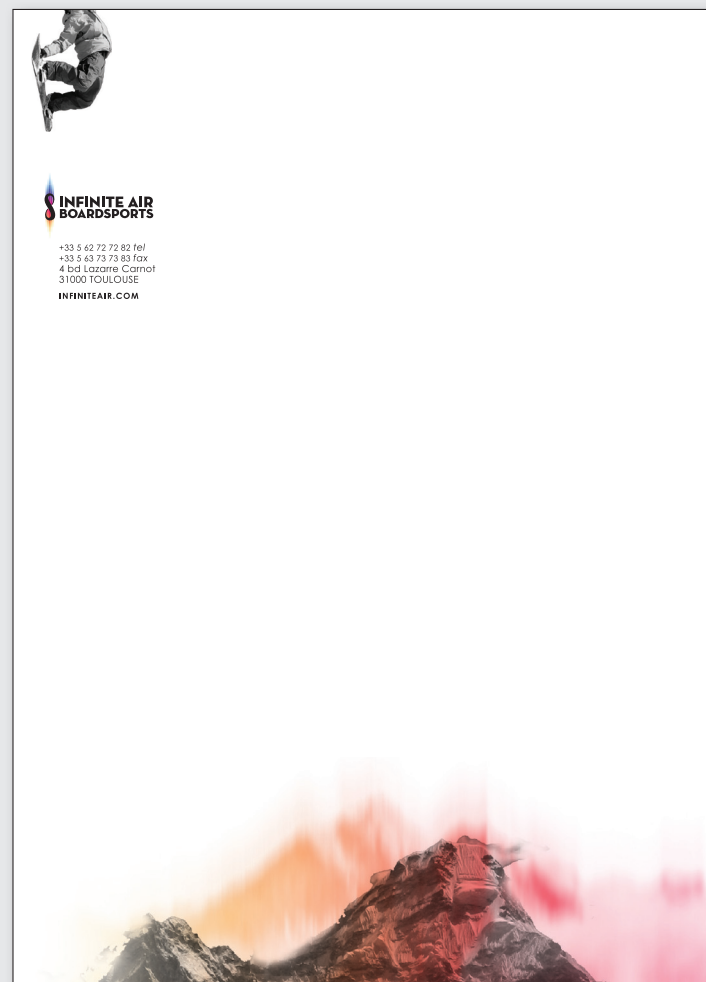 INFINITE AIR
BOARDSPORTS
+33 5 62 72 72 82 tel
+33 5 63 73 73 83 fax
4 bd Lazarre Carnot
31000 TOULOUSE
INFINITEAIR.COM